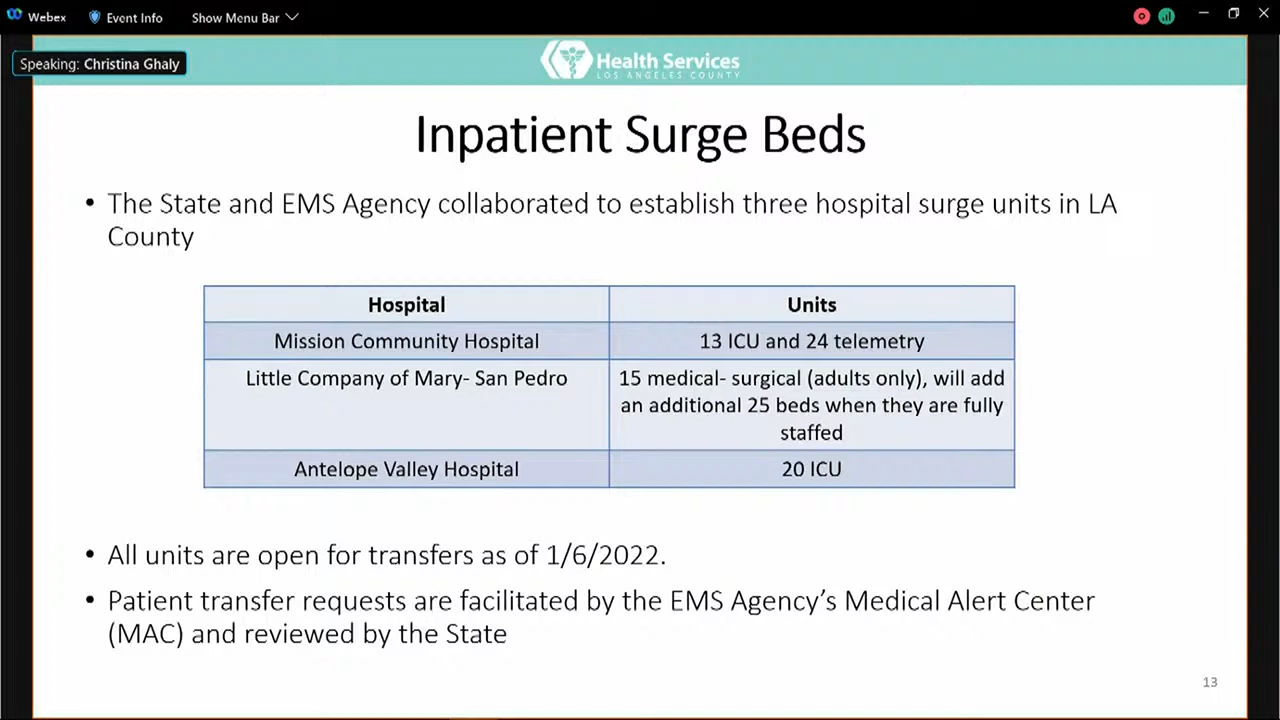 Webex Event Info Show Menu Bar
Speaking: Christina Ghaly
Health Services
LOS ANGELES COUNTY
Inpatient Surge Beds
• The State and EMS Agency collaborated to establish three hospital surge units in LA
County
Hospital Units
Mission Community Hospital 13 ICU and 24 telemetry
Little Company of Mary- San Pedro 15 medical- surgical (adults only), will add
an additional 25 beds when they are fully
staffed
Antelope Valley Hospital 20 ICU
• All units are open for transfers as of 1/6/2022.
• Patient transfer requests are facilitated by the EMS Agency’s Medical Alert Center
(MAC) and reviewed by the State
13